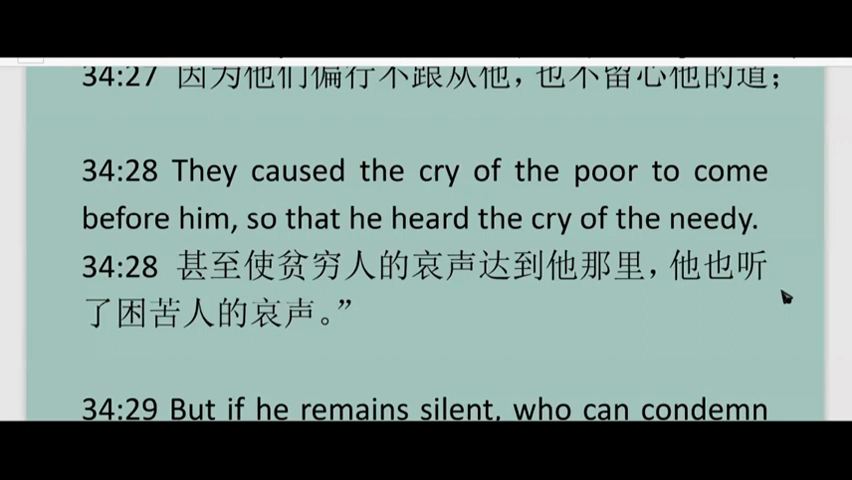 34:27 因为他们偏行不跟从他，也不留心他的道；
34:28 They caused the cry of the poor to come
before him, so that he heard the cry of the needy.
34:28 甚至使贫穷人的哀声达到他那里，他也听
了困苦人的哀声。”
34:29 But if he remains silent, who can condemn